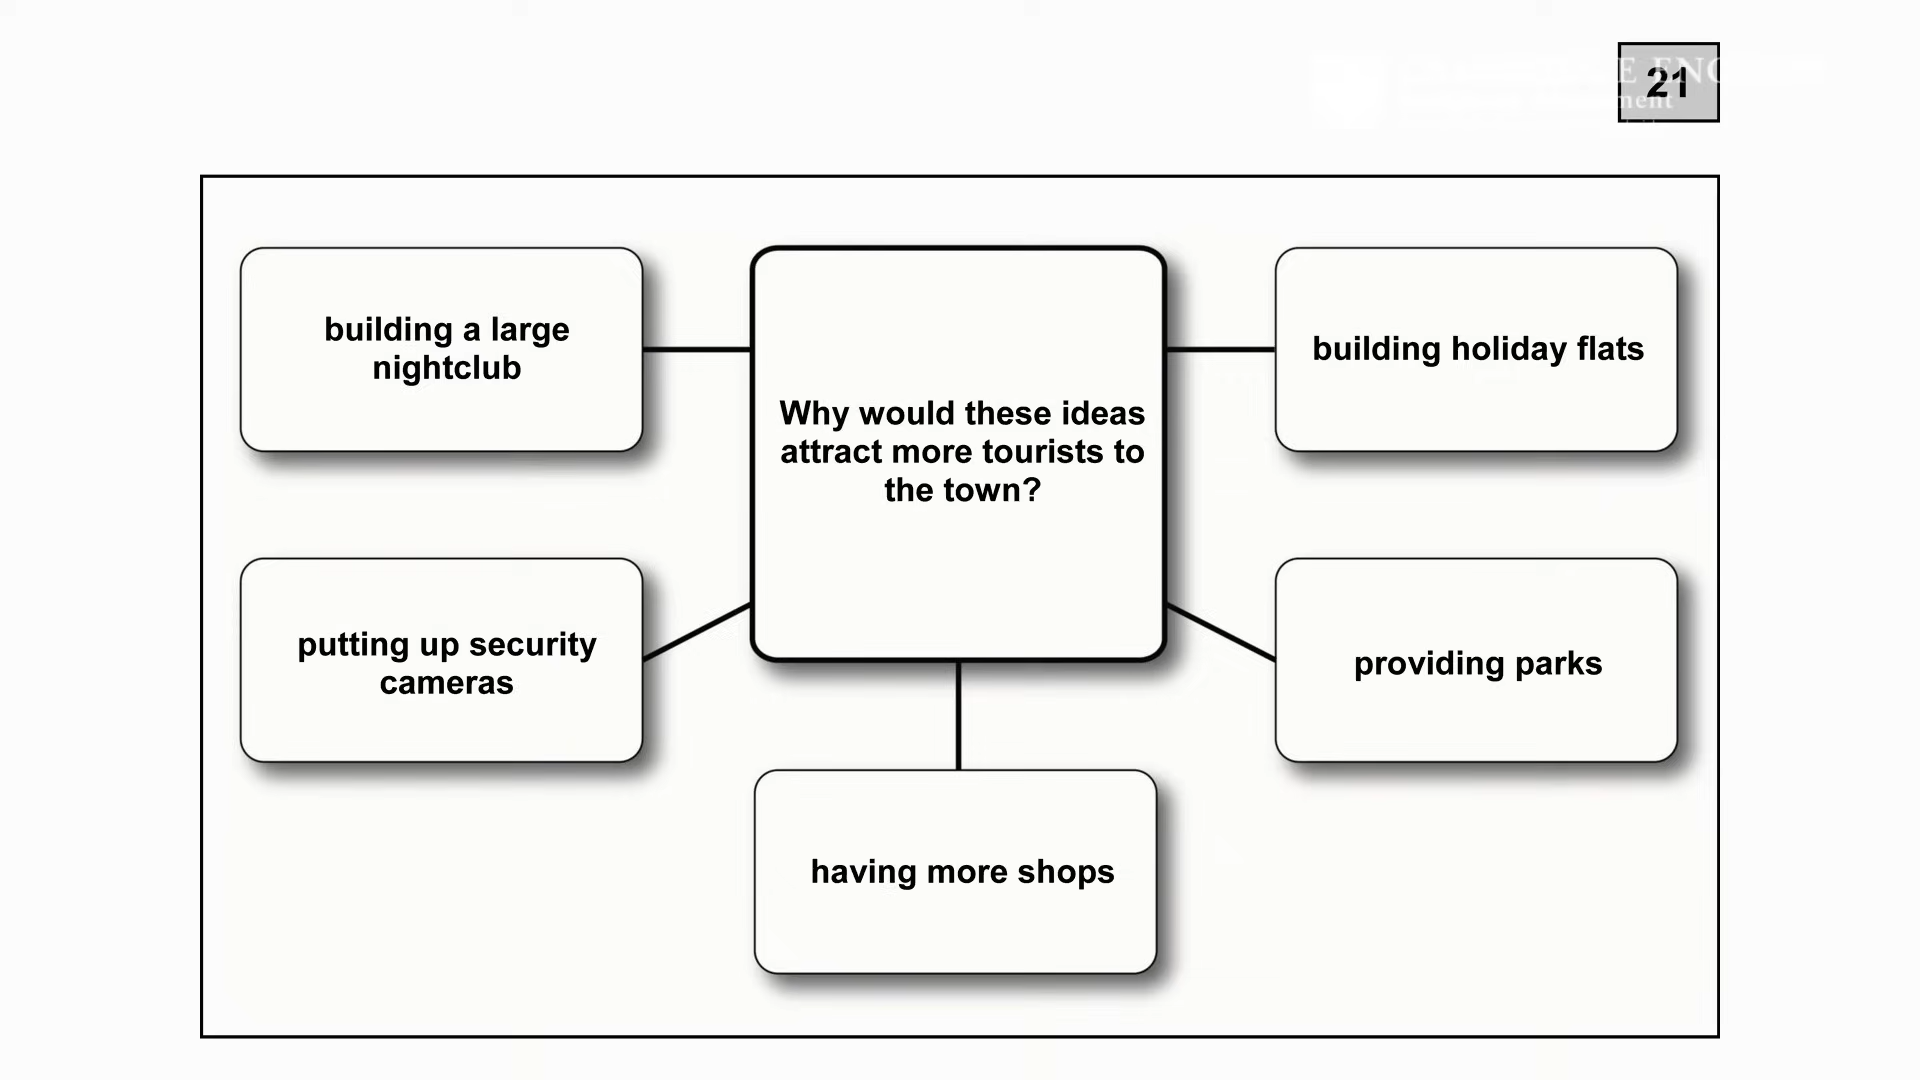 21
building a large
nightclub
Why would these ideas
attract more tourists to
the town?
building holiday flats
putting up security
cameras
providing parks
having more shops